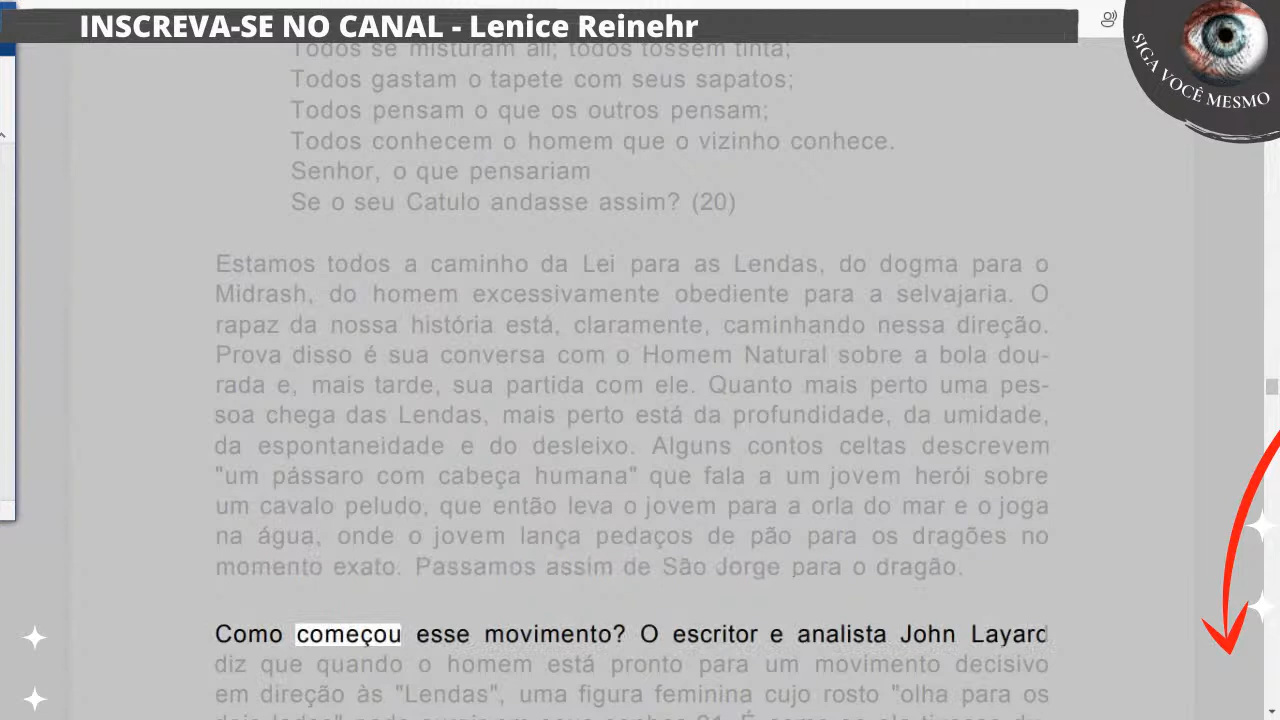 INSCREVA-SE NO CANAL - Lenice Reinehr
SIGA VOCÊ MESMO
Todos se misturam ali; todos tossem tinta;
Todos gastam o tapete com seus sapatos;
Todos pensam o que os outros pensam;
Todos conhecem o homem que o vizinho conhece.
Senhor, o que pensariam
Se o seu Catulo andasse assim? (20)
Estamos todos a caminho da Lei para as Lendas, do dogma para o
Midrash, do homem excessivamente obediente para a selvajaria. O
rapaz da nossa história está, claramente, caminhando nessa direção.
Prova disso é sua conversa com o Homem Natural sobre a bola dou-
rada e, mais tarde, sua partida com ele. Quanto mais perto uma pes-
soa chega das Lendas, mais perto está da profundidade, da umidade,
da espontaneidade e do desleixo. Alguns contos celtas descrevem
"um pássaro com cabeça humana" que fala a um jovem herói sobre
um cavalo peludo, que então leva o jovem para a orla do mar e o joga
na água, onde o jovem lança pedaços de pão para os dragões no
momento exato. Passamos assim de São Jorge para o dragão.
Como começou esse movimento? O escritor e analista John Layard
diz que quando o homem está pronto para um movimento decisivo
em direção às "Lendas", uma figura feminina cujo rosto "olha para os